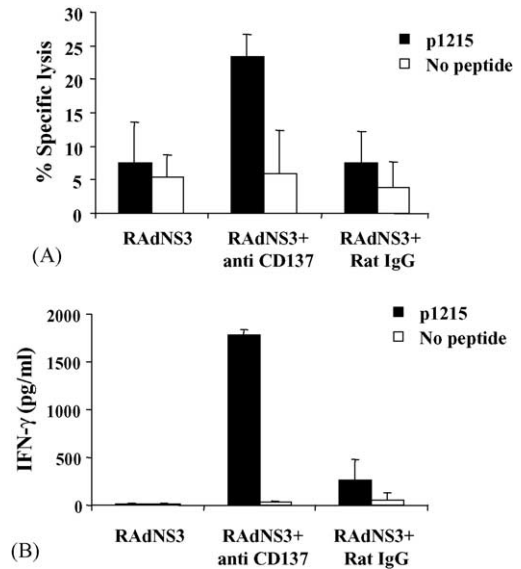 p1215
No peptide
% Specific lysis
30
25
20
15
10
5
0
RAdNS3
RAdNS3+
anti CD137
RAdNS3+
Rat IgG
(A)
p1215
No peptide
IFN-γ (pg/ml)
2000
1500
1000
500
0
RAdNS3
RAdNS3+
anti CD137
RAdNS3+
Rat IgG
(B)